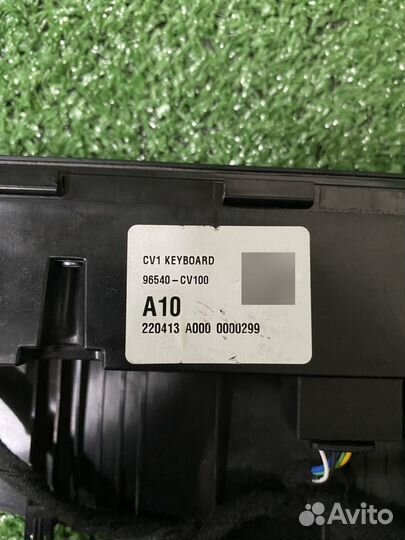 CV1 KEYBOARD
96540-CV100
A10
220413 A000 0000299
Avito